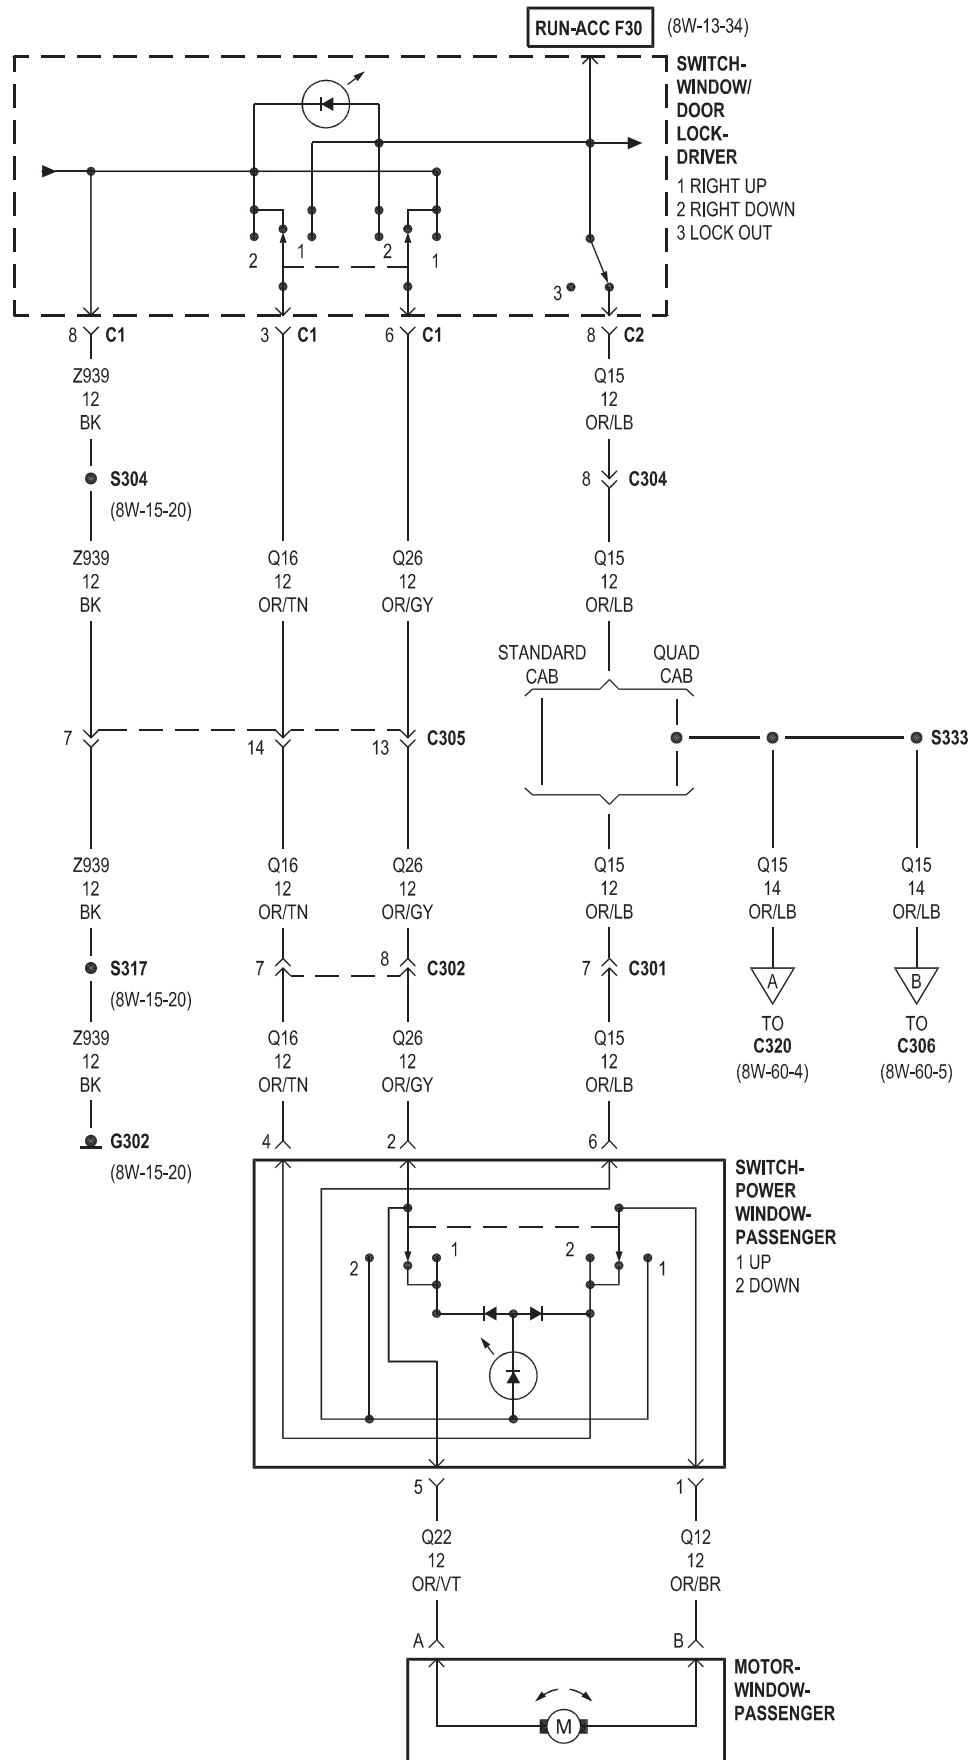 RUN-ACC F30 (8W-13-34)
SWITCH-
WINDOW/
DOOR
LOCK-
DRIVER
1 RIGHT UP
2 RIGHT DOWN
3 LOCK OUT
2 1 2 1
3
8 C1 3 C1 6 C1 8 C2
Z939 Q15
12 12
BK OR/LB
S304 8 C304
(8W-15-20)
Z939 Q16 Q26 Q15
12 12 12 12
BK OR/TN OR/GY OR/LB
STANDARD QUAD
CAB CAB
7 14 13 C305 S333
Z939 Q16 Q26 Q15 Q15 Q15
12 12 12 12 14 14
BK OR/TN OR/GY OR/LB OR/LB OR/LB
S317 7 8 C302 7 C301 A B
(8W-15-20)
Z939 Q16 Q26 Q15 TO TO
12 12 12 12 C320 C306
BK OR/TN OR/GY OR/LB (8W-60-4) (8W-60-5)
G302 4 2 6
(8W-15-20)
SWITCH-
POWER
WINDOW-
PASSENGER
1 UP
2 DOWN
2 1 2 1
5 1
Q22 Q12
12 12
OR/VT OR/BR
A B
MOTOR-
WINDOW-
PASSENGER
M